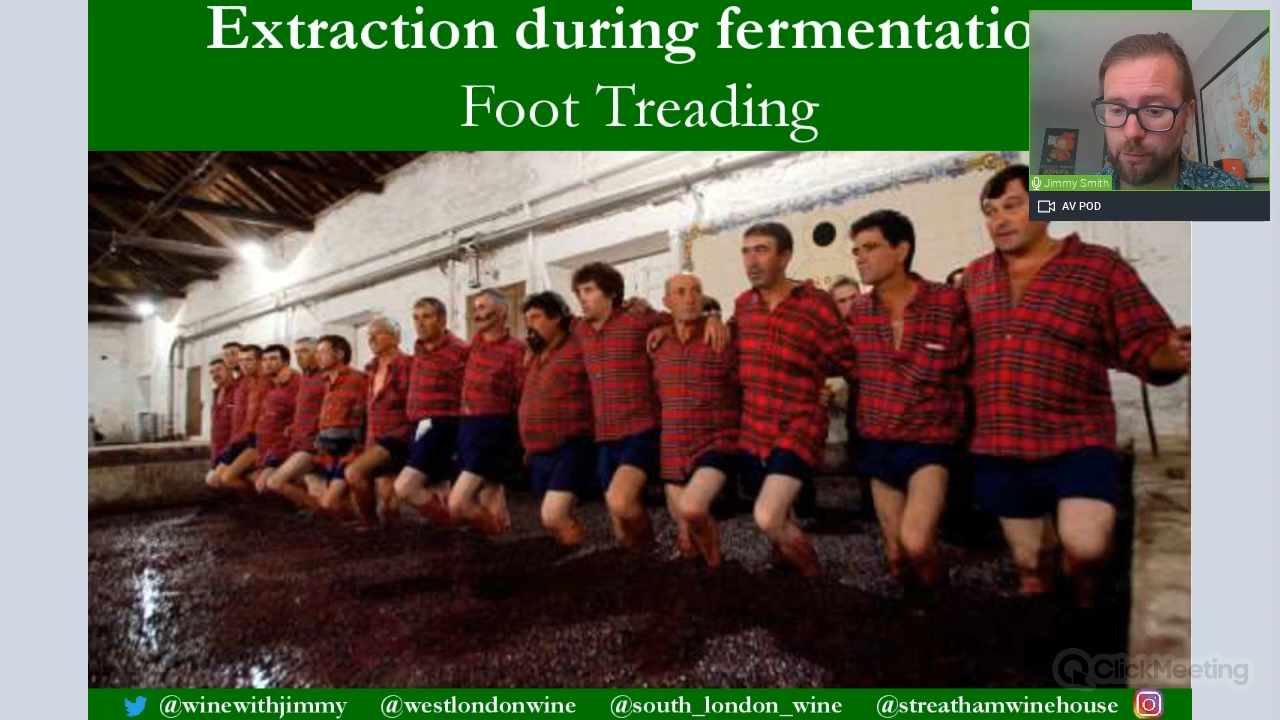 Extraction during fermentatio
Foot Treading
Jimmy Smith
AV POD
ClickMeeting
@winewithjimmy @westlondonwine @south_london_wine @streathamwinehouse